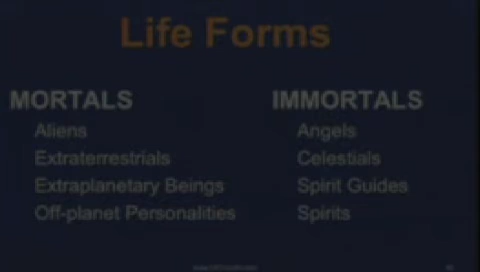 Life Forms
MORTALS
Aliens
Extraterrestrials
Extraplanetary Beings
Off-planet Personalities
IMMORTALS
Angels
Celestials
Spirit Guides
Spirits